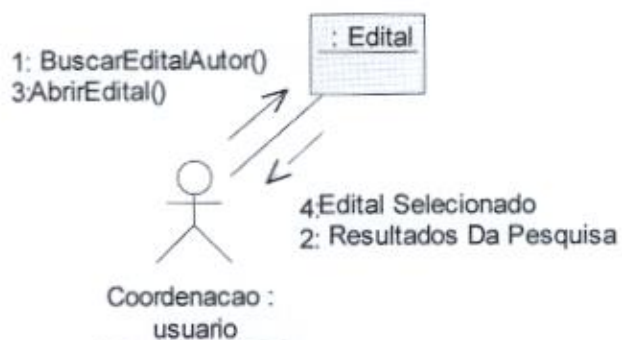 : Edital
1: BuscarEditalAutor()
3:AbrirEdital()
4:Edital Selecionado
2: Resultados Da Pesquisa
Coordenacao :
usuario